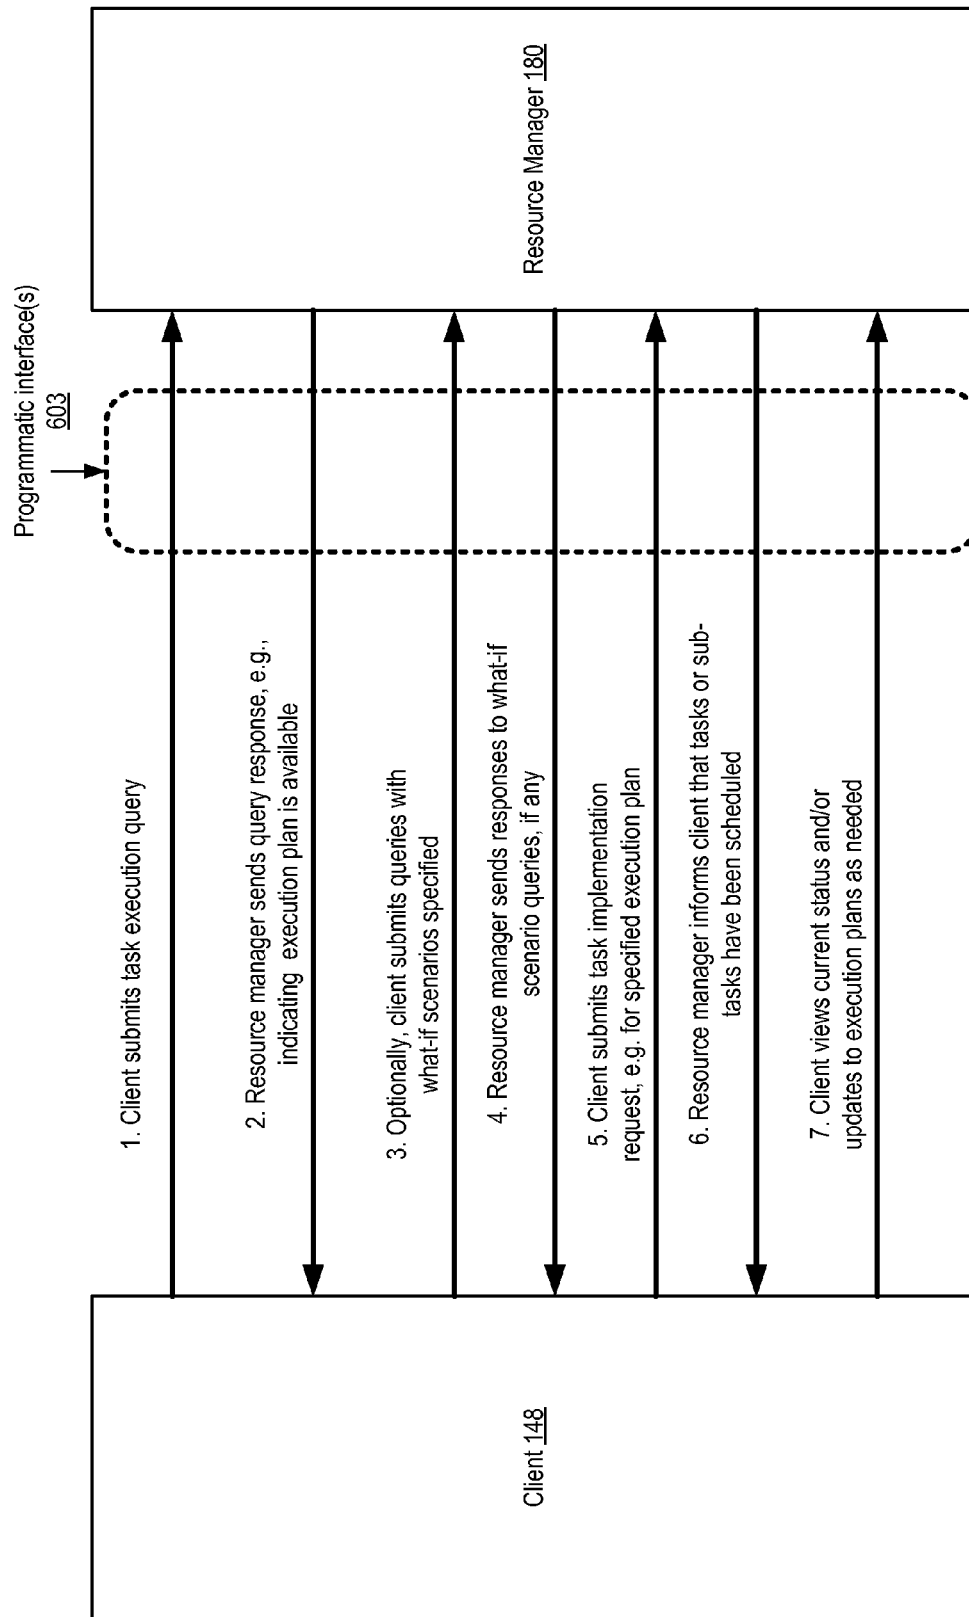 Programmatic interface(s)
603
Client 148
Resource Manager 180
1. Client submits task execution query
2. Resource manager sends query response, e.g.,
indicating execution plan is available
3. Optionally, client submits queries with
what-if scenarios specified
4. Resource manager sends responses to what-if
scenario queries, if any
5. Client submits task implementation
request, e.g. for specified execution plan
6. Resource manager informs client that tasks or sub-
tasks have been scheduled
7. Client views current status and/or
updates to execution plans as needed